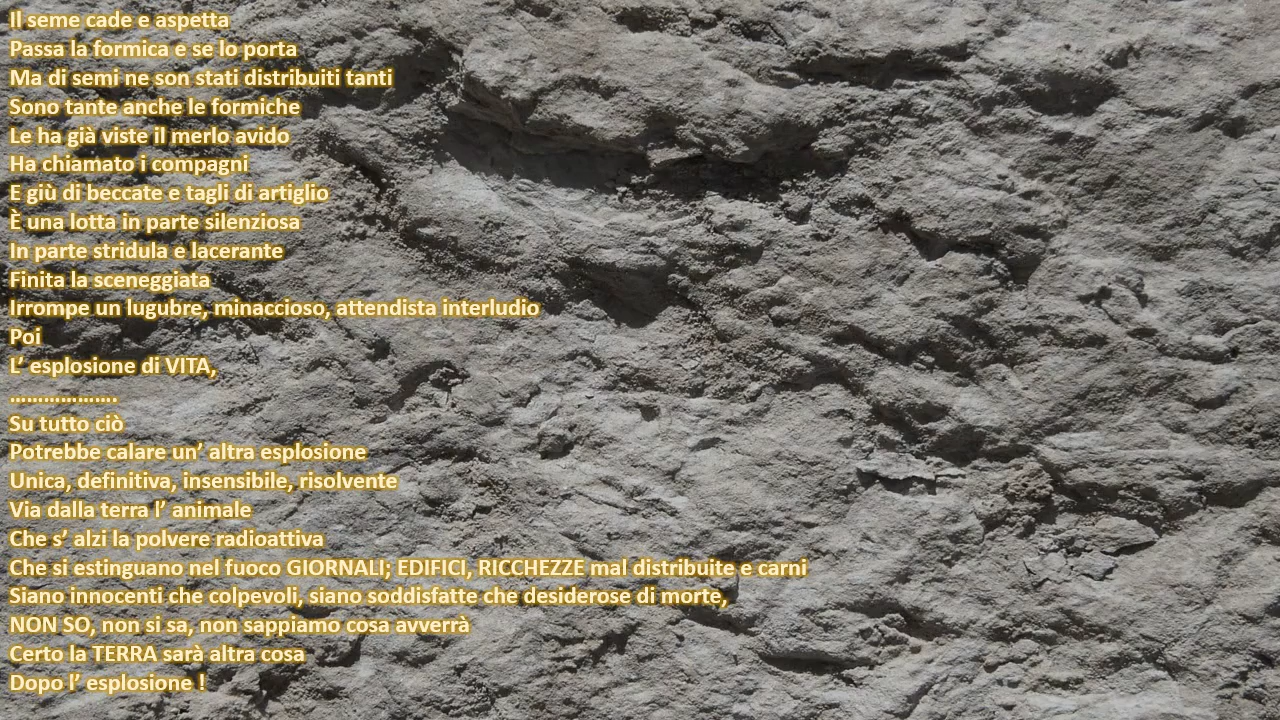 Il seme cade e aspetta
Passa la formica e se lo porta
Ma di semi ne son stati distribuiti tanti
Sono tante anche le formiche
Le ha già viste il merlo avido
Ha chiamato i compagni
E giù di beccate e tagli di artiglio
È una lotta in parte silenziosa
In parte stridula e lacerante
Finita la sceneggiata
Irrompe un lugubre, minaccioso, attendista interludio
Poi
L’ esplosione di VITA,
……………….
Su tutto ciò
Potrebbe calare un’ altra esplosione
Unica, definitiva, insensibile, risolvente
Via dalla terra l’ animale
Che s’ alzi la polvere radioattiva
Che si estinguano nel fuoco GIORNALI; EDIFICI, RICCHEZZE mal distribuite e carni
Siano innocenti che colpevoli, siano soddisfatte che desiderose di morte,
NON SO, non si sa, non sappiamo cosa avverrà
Certo la TERRA sarà altra cosa
Dopo l’ esplosione !